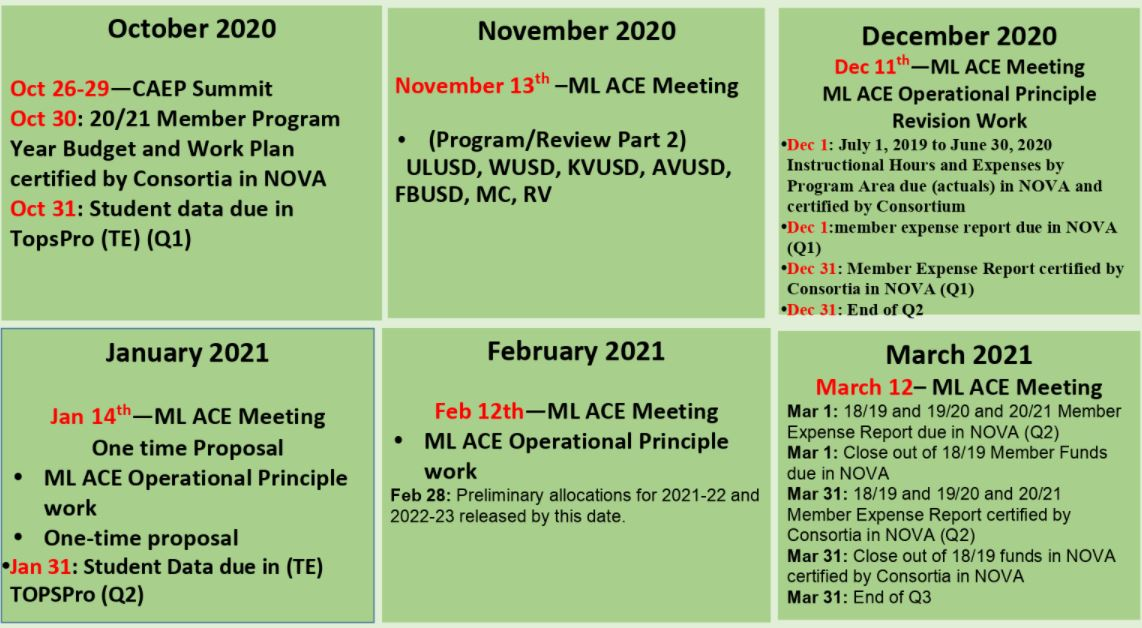 October 2020
Oct 26-29—CAEP Summit
Oct 30: 20/21 Member Program
Year Budget and Work Plan
certified by Consortia in NOVA
Oct 31: Student data due in
TopsPro (TE) (Q1)
November 2020
November 13th –ML ACE Meeting
• (Program/Review Part 2)
ULUSD, WUSD, KVUSD, AVUSD,
FBUSD, MC, RV
December 2020
Dec 11th—ML ACE Meeting
ML ACE Operational Principle
Revision Work
•Dec 1: July 1, 2019 to June 30, 2020
Instructional Hours and Expenses by
Program Area due (actuals) in NOVA and
certified by Consortium
•Dec 1:member expense report due in NOVA
(Q1)
•Dec 31: Member Expense Report certified by
Consortia in NOVA (Q1)
•Dec 31: End of Q2
January 2021
Jan 14th—ML ACE Meeting
One time Proposal
• ML ACE Operational Principle
work
• One-time proposal
•Jan 31: Student Data due in (TE)
TOPSPro (Q2)
February 2021
Feb 12th—ML ACE Meeting
• ML ACE Operational Principle
work
Feb 28: Preliminary allocations for 2021-22 and
2022-23 released by this date.
March 2021
March 12– ML ACE Meeting
Mar 1: 18/19 and 19/20 and 20/21 Member
Expense Report due in NOVA (Q2)
Mar 1: Close out of 18/19 Member Funds
due in NOVA
Mar 31: 18/19 and 19/20 and 20/21
Member Expense Report certified by
Consortia in NOVA (Q2)
Mar 31: Close out of 18/19 funds in NOVA
certified by Consortia in NOVA
Mar 31: End of Q3